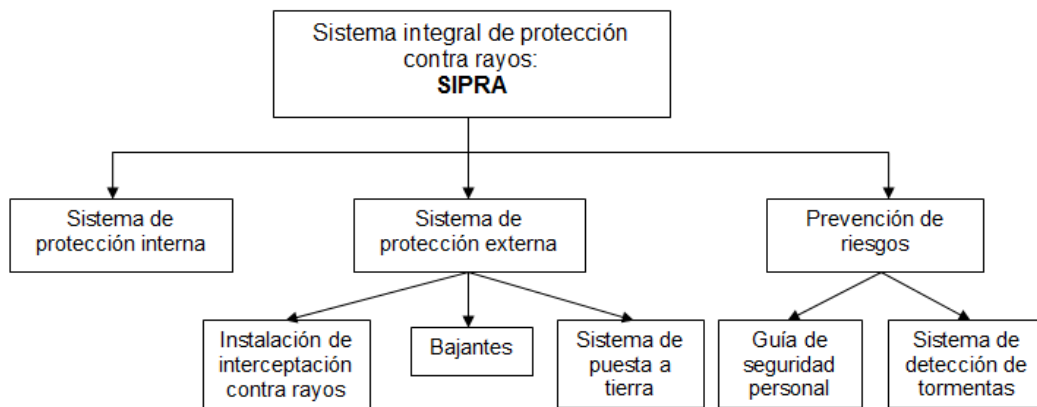 Sistema integral de protección
contra rayos:
SIPRA
Sistema de
protección interna
Sistema de
protección externa
Prevención de
riesgos
Instalación de
interceptación
contra rayos
Bajantes
Sistema de
puesta a
tierra
Guía de
seguridad
personal
Sistema de
detección de
tormentas